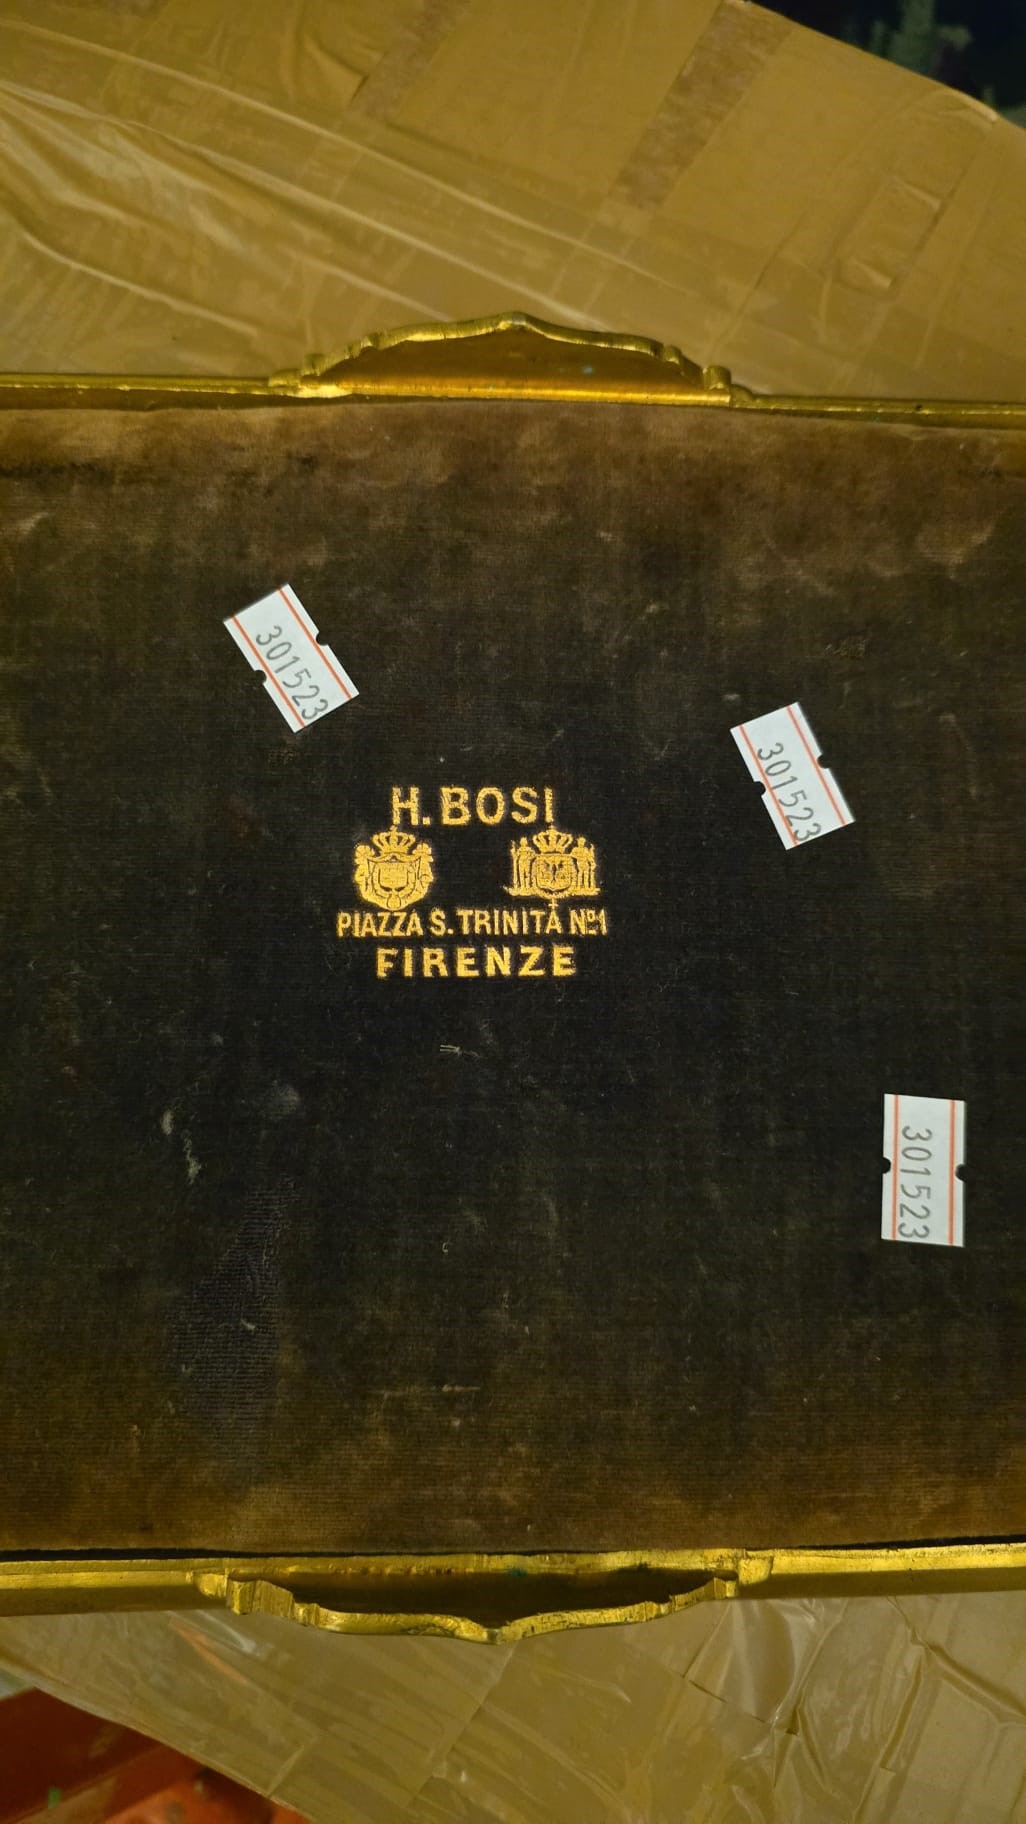 301523
301523
H. BOSI
PIAZZA S. TRINITÀ Nº1
FIRENZE
301523